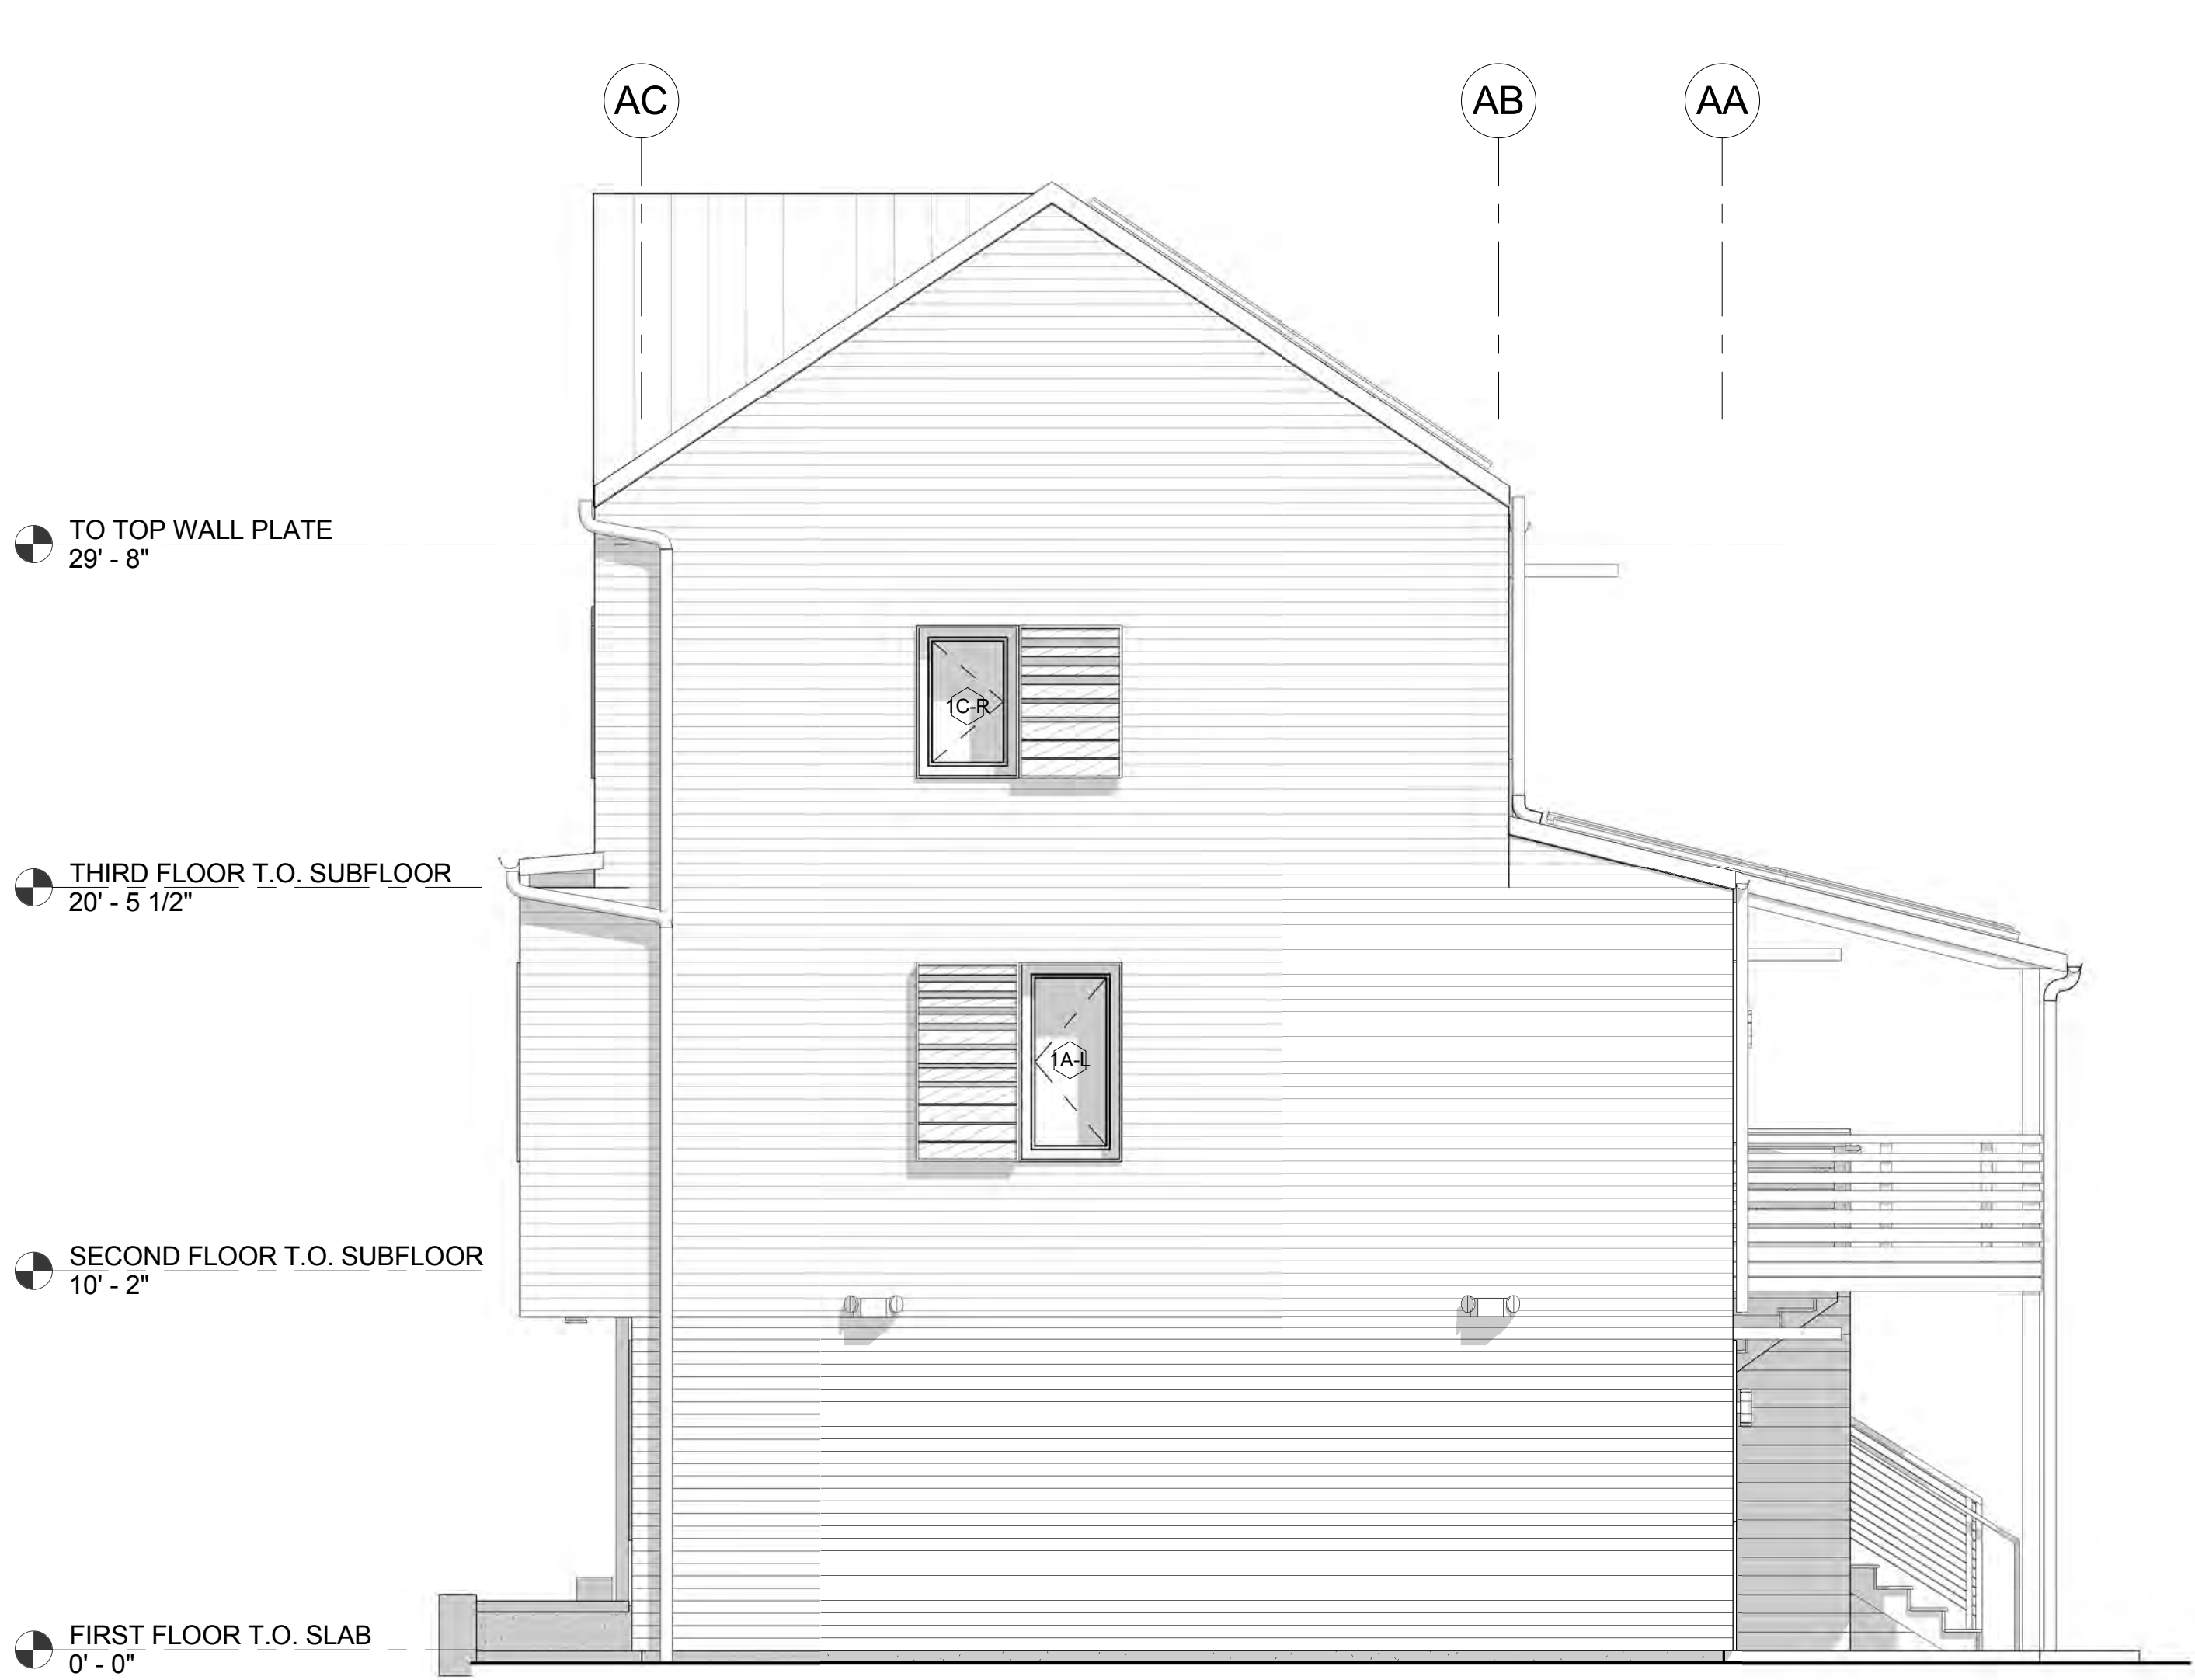 AC
AB
AA
TO TOP WALL PLATE
29' - 8"
1C-R
THIRD FLOOR T.O. SUBFLOOR
20' - 5 1/2"
1A-L
SECOND FLOOR T.O. SUBFLOOR
10' - 2"
FIRST FLOOR T.O. SLAB
0' - 0"